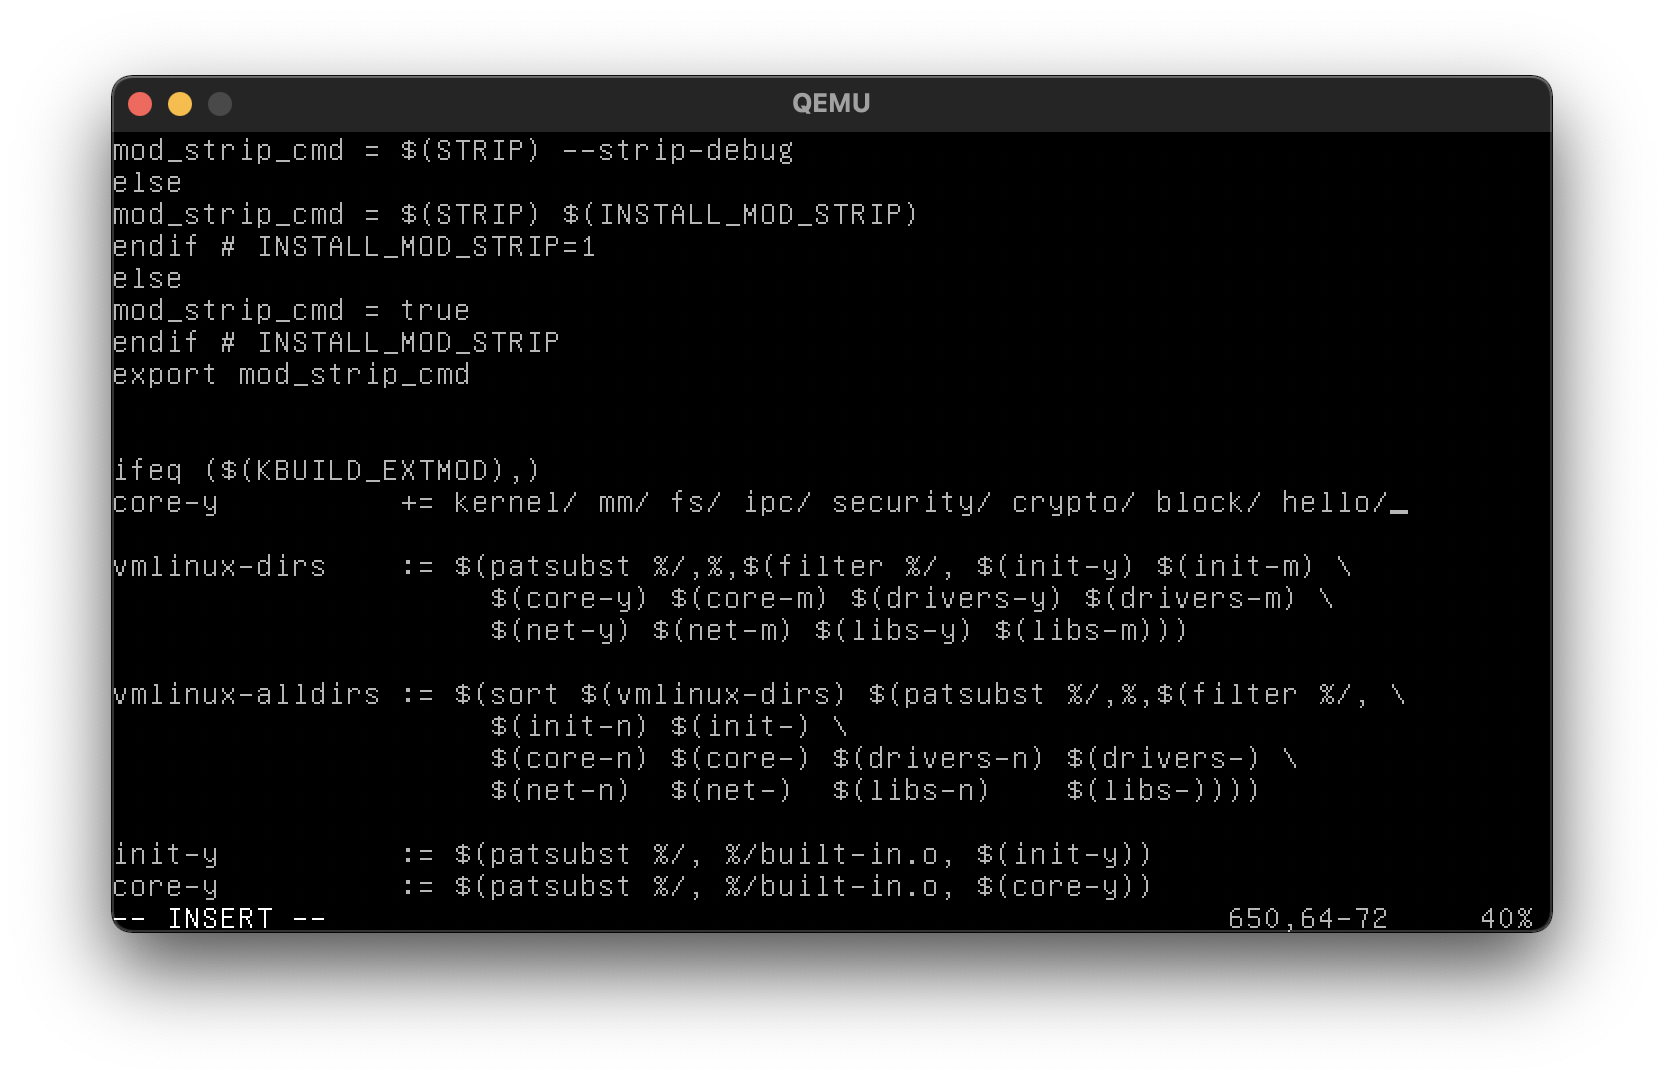 QEMU
mod_strip_cmd = $(STRIP) --strip-debug
else
mod_strip_cmd = $(STRIP) $(INSTALL_MOD_STRIP)
endif # INSTALL_MOD_STRIP=1
else
mod_strip_cmd = true
endif # INSTALL_MOD_STRIP
export mod_strip_cmd
ifeq ($(KBUILD_EXTMOD),)
core-y          += kernel/ mm/ fs/ ipc/ security/ crypto/ block/ hello/
vmlinux-dirs    := $(patsubst %/,%,$(filter %/, $(init-y) $(init-m) \
                     $(core-y) $(core-m) $(drivers-y) $(drivers-m) \
                     $(net-y) $(net-m) $(libs-y) $(libs-m)))
vmlinux-alldirs := $(sort $(vmlinux-dirs) $(patsubst %/,%,$(filter %/, \
                     $(init-n) $(init-) \
                     $(core-n) $(core-) $(drivers-n) $(drivers-) \
                     $(net-n)  $(net-)  $(libs-n)    $(libs-))))
init-y          := $(patsubst %/, %/built-in.o, $(init-y))
core-y          := $(patsubst %/, %/built-in.o, $(core-y))
-- INSERT --                                                  650,64-72     40%